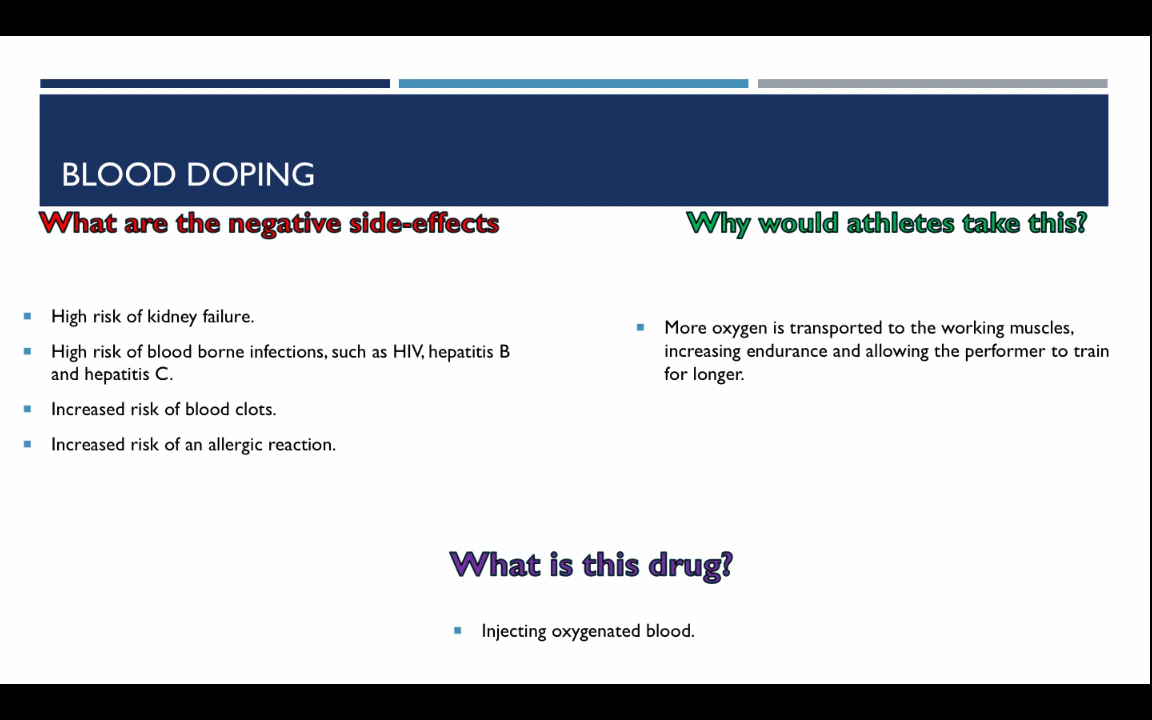 BLOOD DOPING
What are the negative side-effects
High risk of kidney failure.
High risk of blood borne infections, such as HIV, hepatitis B
and hepatitis C.
Increased risk of blood clots.
Increased risk of an allergic reaction.
Why would athletes take this?
More oxygen is transported to the working muscles,
increasing endurance and allowing the performer to train
for longer.
What is this drug?
Injecting oxygenated blood.